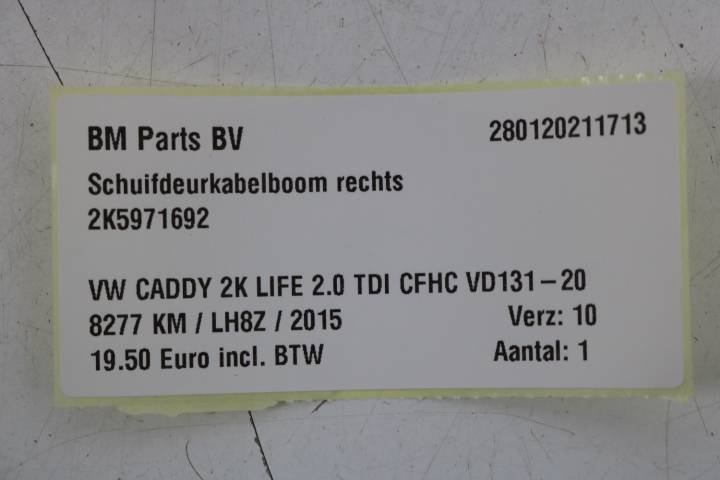 BM Parts BV 280120211713
Schuifdeurkabelboom rechts
2K5971692
VW CADDY 2K LIFE 2.0 TDI CFHC VD131-20
8277 KM / LH8Z / 2015 Verz: 10
19.50 Euro incl. BTW Aantal: 1